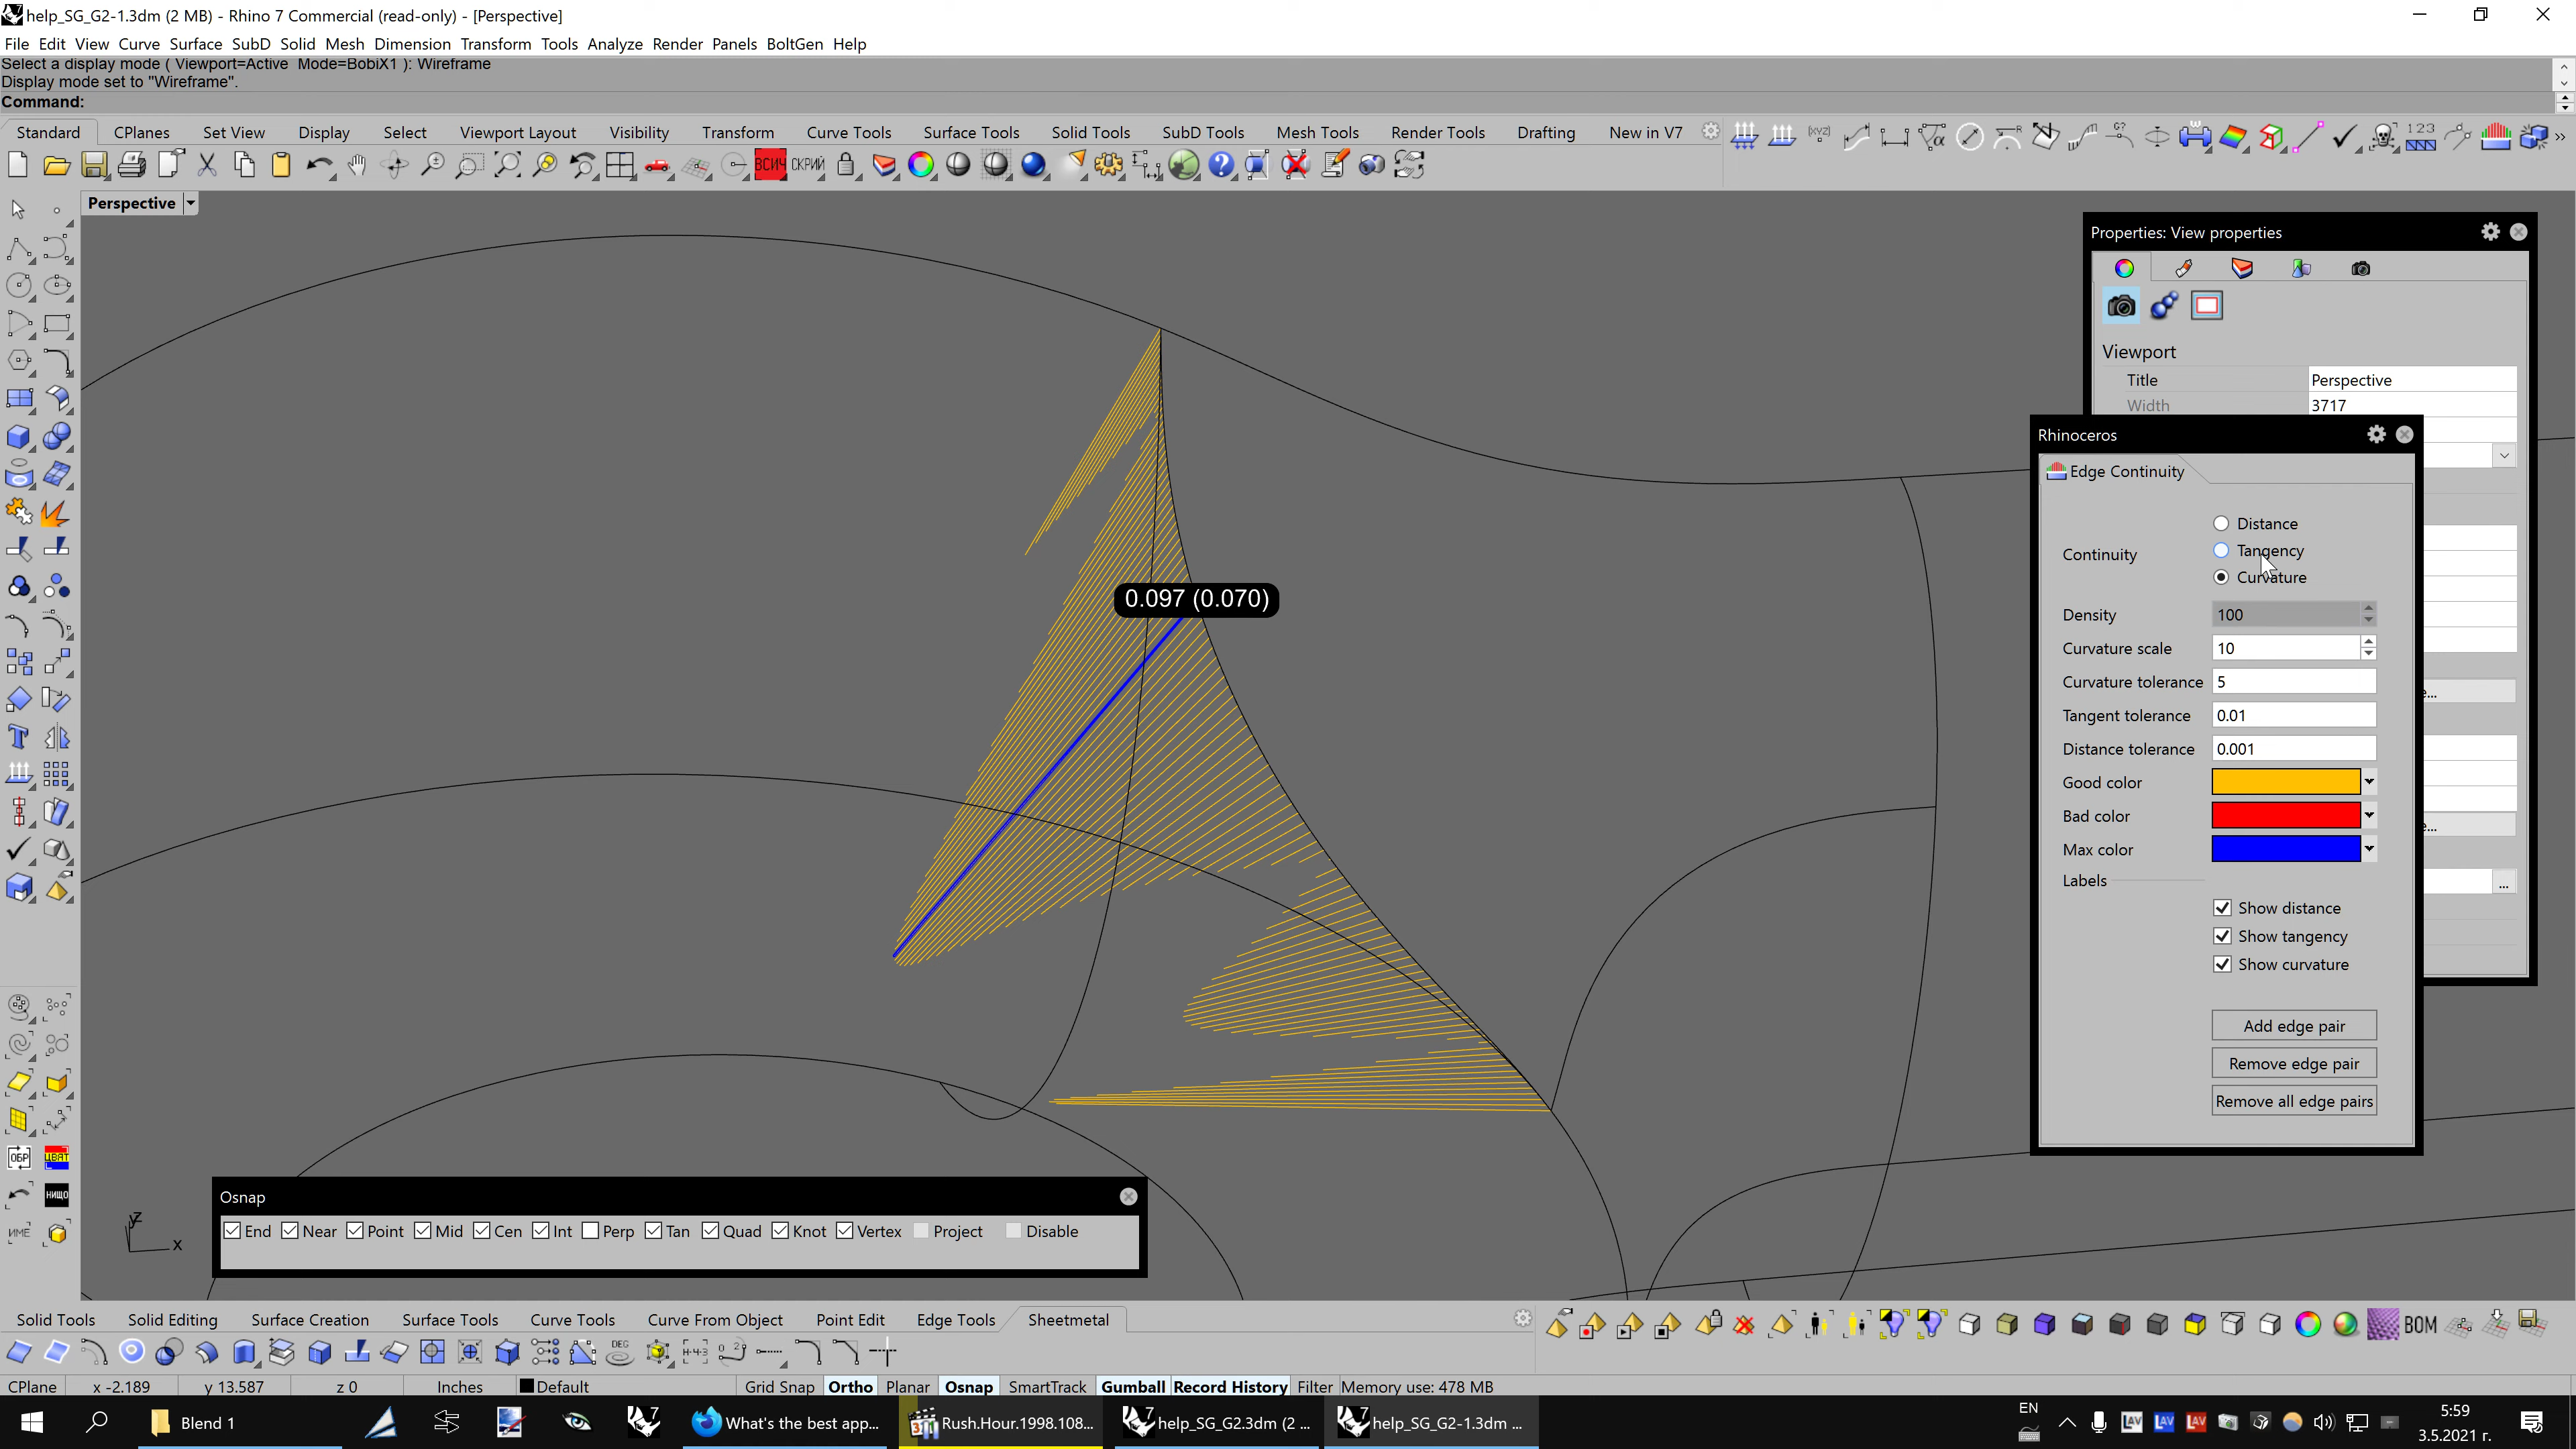 help_SG_G2-1.3dm (2 MB) - Rhino 7 Commercial (read-only) - [Perspective]
File Edit View Curve Surface SubD Solid Mesh Dimension Transform Tools Analyze Render Panels BoltGen Help
Select a display mode ( Viewport=Active Mode=BobiX1 ): Wireframe
Display mode set to "Wireframe".
Command:
Standard CPlanes Set View Display Select Viewport Layout Visibility Transform Curve Tools Surface Tools Solid Tools SubD Tools Mesh Tools Render Tools Drafting New in V7
ВСИЧ СКРИЙ
Perspective
Properties: View properties
Viewport
Title Perspective
Width 3717
Rhinoceros
Edge Continuity
Continuity
Distance
Tangency
Curvature
Density 100
Curvature scale 10
Curvature tolerance 5
Tangent tolerance 0.01
Distance tolerance 0.001
Good color
Bad color
Max color
Labels
Show distance
Show tangency
Show curvature
Add edge pair
Remove edge pair
Remove all edge pairs
0.097 (0.070)
ОБР ЦВЯТ
НИЩО
ИМЕ
z x
Osnap
End Near Point Mid Cen Int Perp Tan Quad Knot Vertex Project Disable
Solid Tools Solid Editing Surface Creation Surface Tools Curve Tools Curve From Object Point Edit Edge Tools Sheetmetal
BOM
CPlane x -2.189 y 13.587 z 0 Inches Default Grid Snap Ortho Planar Osnap SmartTrack Gumball Record History Filter Memory use: 478 MB
Blend 1 What's the best app... Rush.Hour.1998.108... help_SG_G2.3dm (2 ... help_SG_G2-1.3dm ...
EN
5:59
3.5.2021 г.